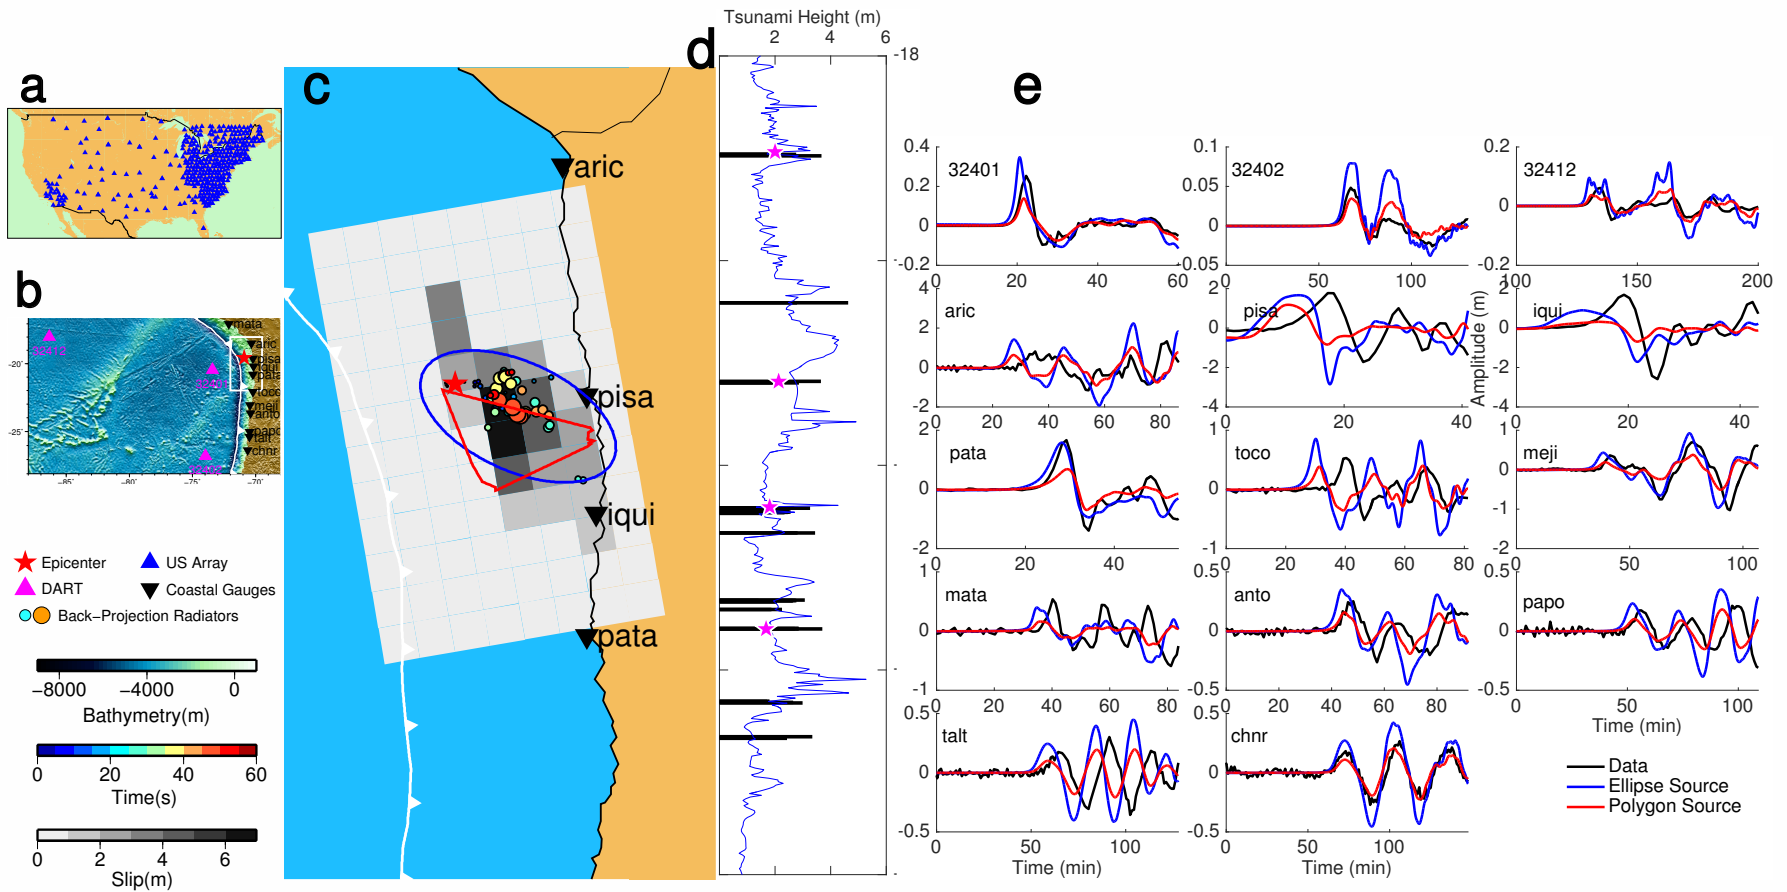 a
b
mata
32412
aric
-20°
pisa
iqui
pata
toco
meji
anto
-25°
papo
talt
chnr
-85°
-80°
-75°
-70°
Epicenter
US Array
DART
Coastal Gauges
Back-Projection Radiators
-8000 -4000 0
Bathymetry(m)
0 20 40 60
Time(s)
0 2 4 6
Slip(m)
c
aric
pisa
iqui
pata
d
Tsunami Height (m)
2 4 6
-18
e
0.4
0.2
0
-0.2
32401
0 20 40 60
0.1
0.05
0
0.05
32402
0 50 100
0.2
0
-0.2
32412
100 150 200
4
2
0
-2
aric
0 20 40 60 80
2
0
-2
-4
pisa
0 20 40
Amplitude (m)
2
0
-2
-4
iqui
0 20 40
2
0
-2
pata
0 20 40
1
0
-1
toco
0 20 40 60 80
1
0
-1
-2
meji
0 50 100
1
0
-1
mata
0 20 40 60 80
0.5
0
-0.5
anto
0 20 40 60 80
0.5
0
-0.5
papo
0 50 100
Time (min)
0.5
0
-0.5
talt
0 50 100
Time (min)
0.5
0
-0.5
chnr
0 50 100
Time (min)
Data
Ellipse Source
Polygon Source